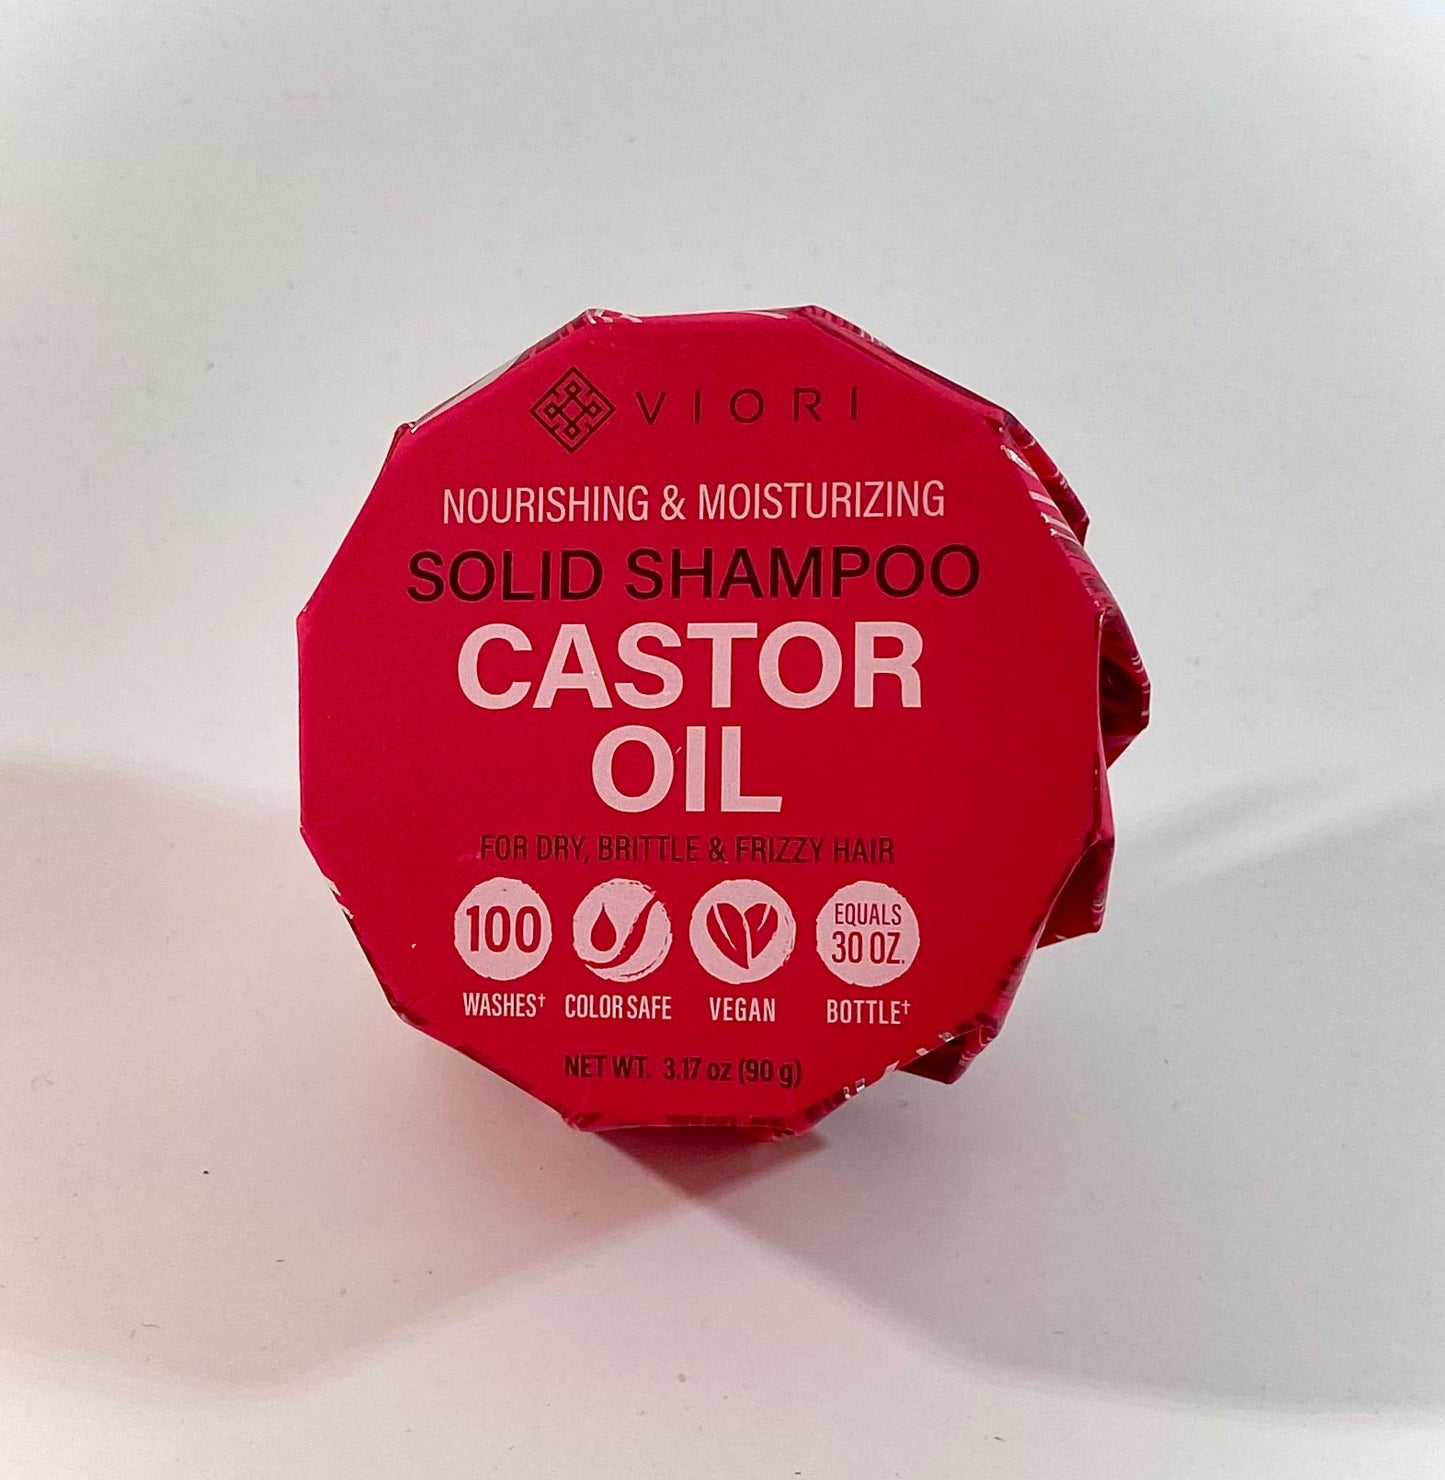 VIORI
NOURISHING & MOISTURIZING
SOLID SHAMPOO
CASTOR
OIL
FOR DRY, BRITTLE & FRIZZY HAIR
100
WASHES†
COLOR SAFE
VEGAN
EQUALS
30 OZ.
BOTTLE†
NET WT. 3.17 oz (90 g)